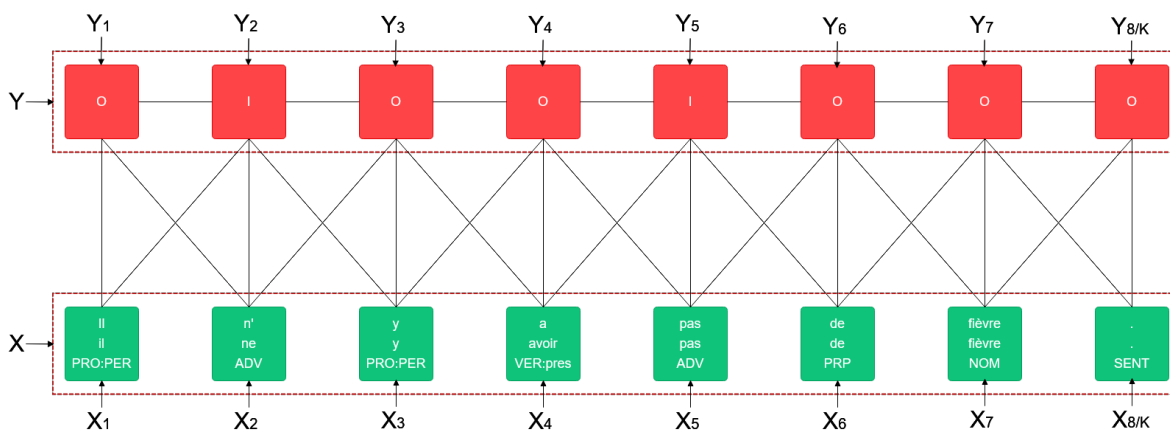 Y1 Y2 Y3 Y4 Y5 Y6 Y7 Y8/K
Y O I O O I O O O
Il n' y a pas de fièvre .
X il ne y avoir pas de fièvre .
PRO:PER ADV PRO:PER VER:pres ADV PRP NOM SENT
X1 X2 X3 X4 X5 X6 X7 X8/K